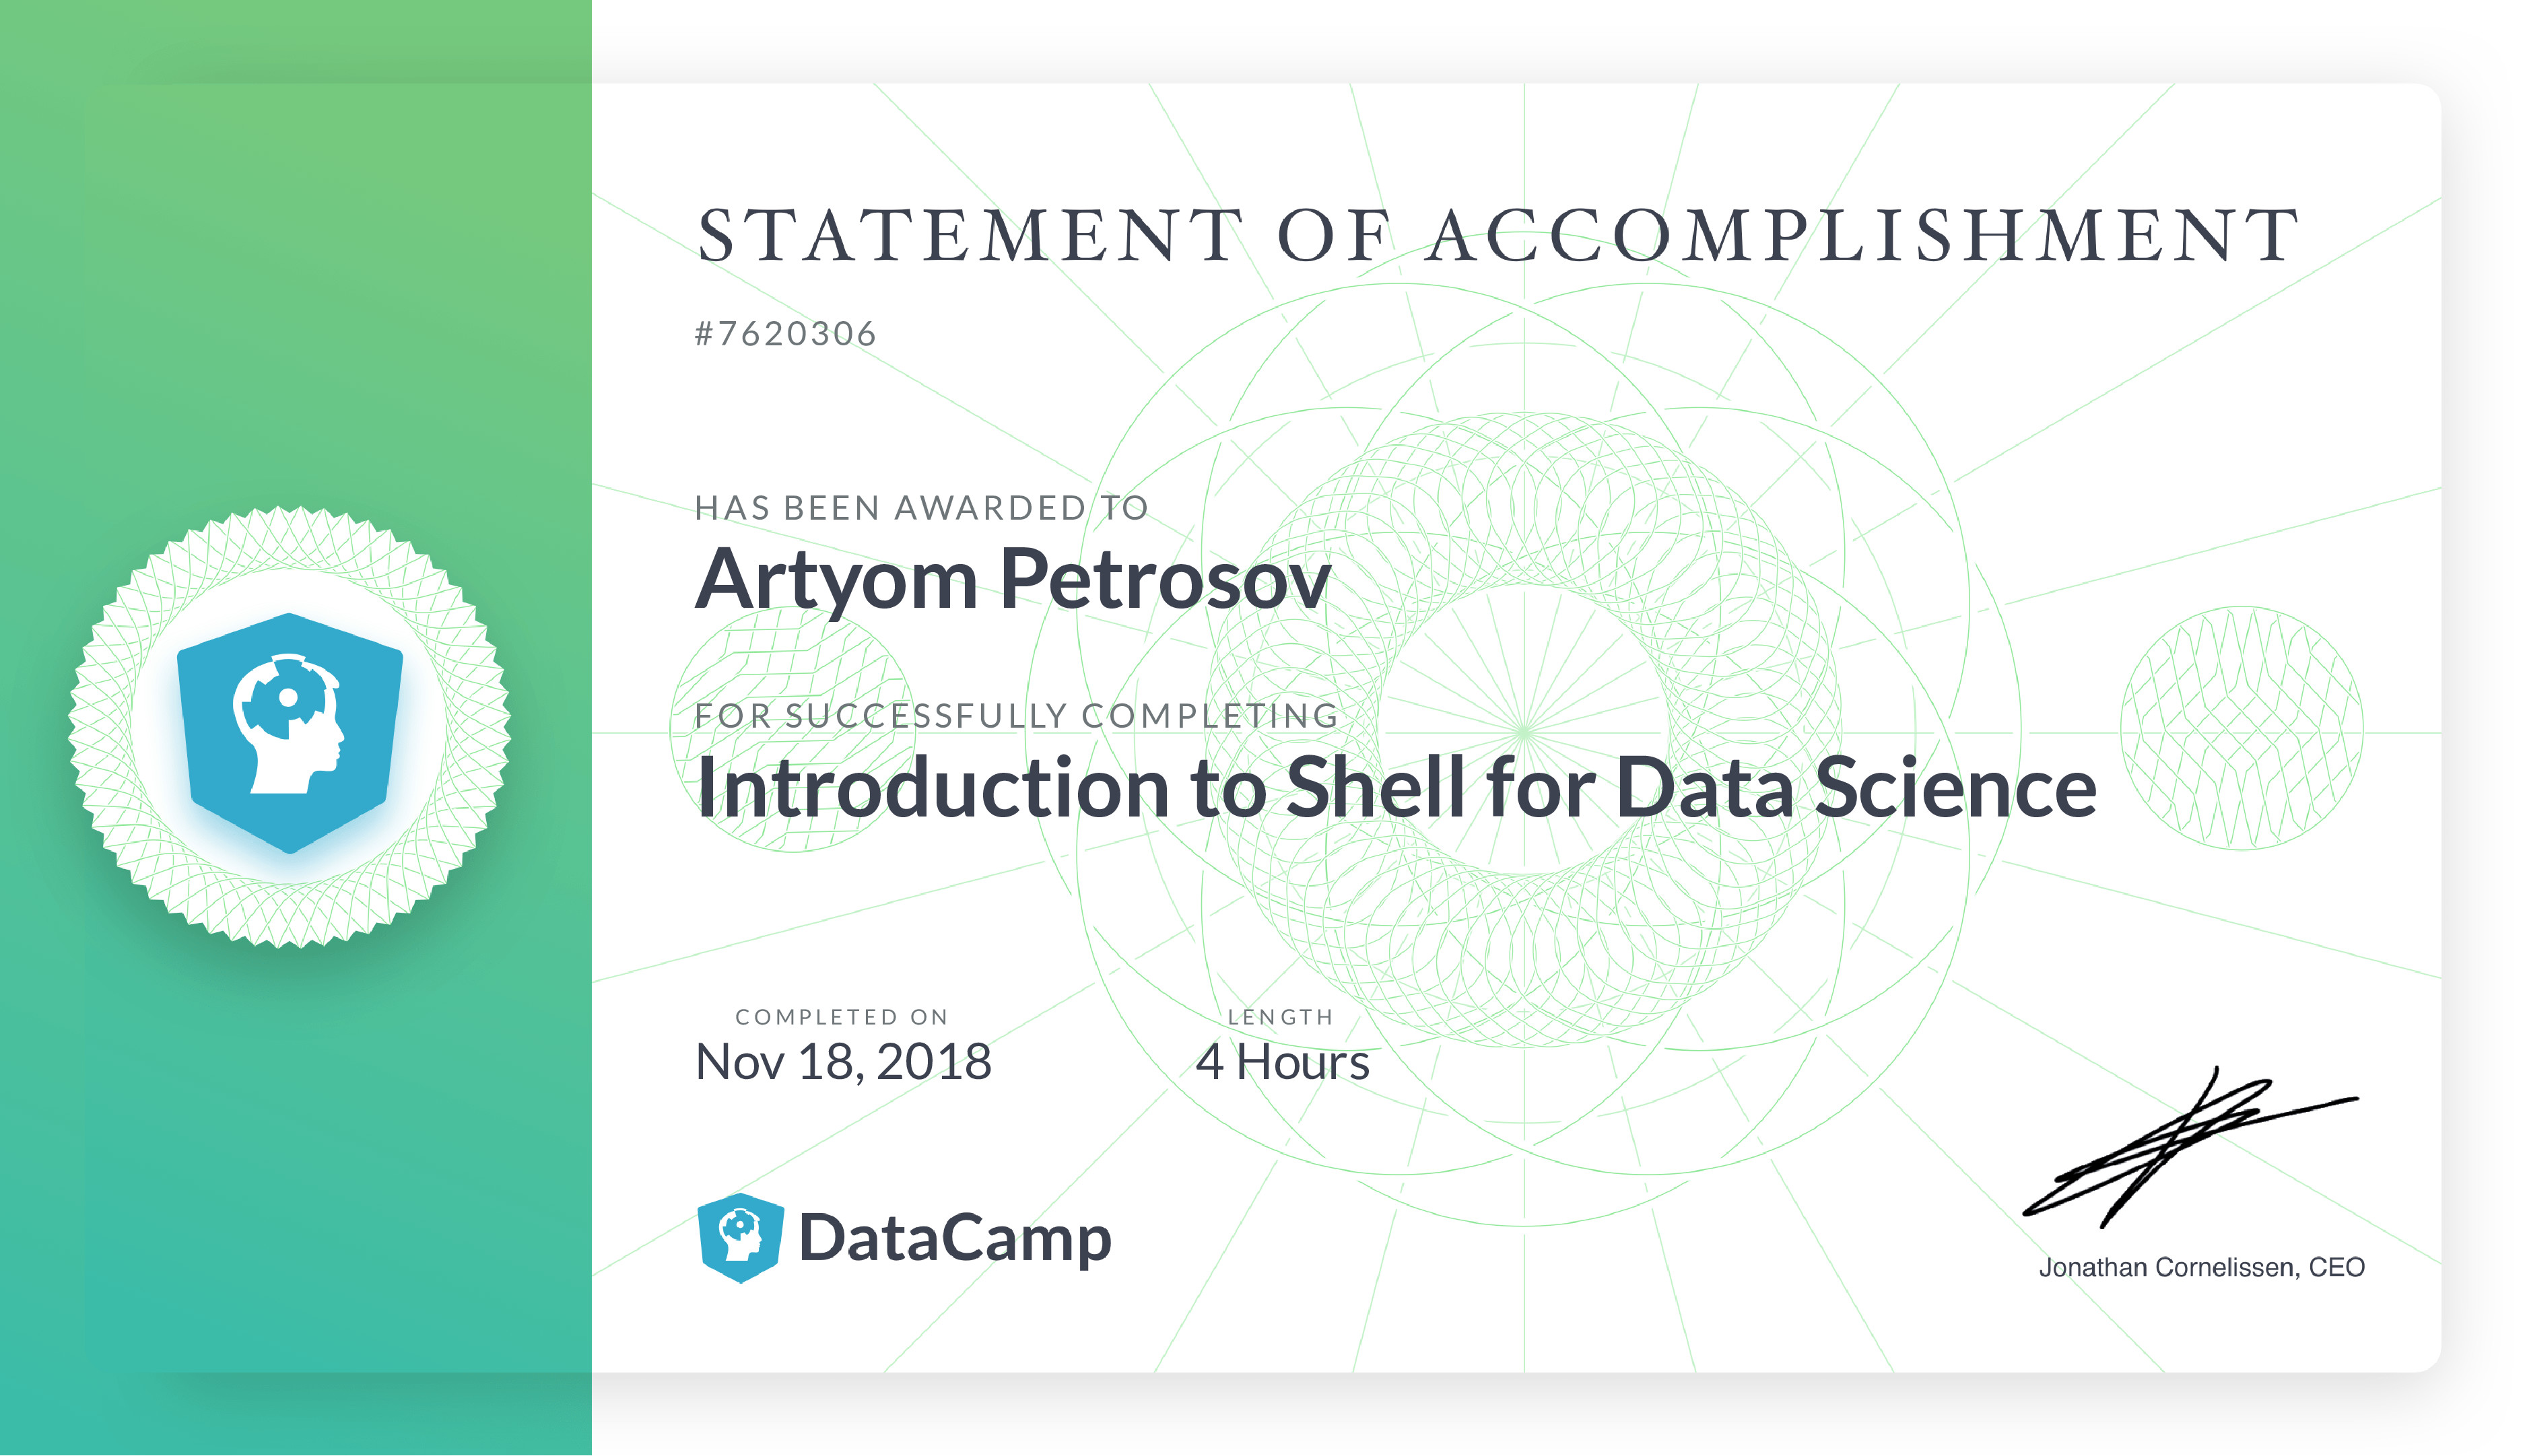 STATEMENT OF ACCOMPLISHMENT
#7620306
HAS BEEN AWARDED TO
Artyom Petrosov
FOR SUCCESSFULLY COMPLETING
Introduction to Shell for Data Science
COMPLETED ON
Nov 18, 2018
LENGTH
4 Hours
DataCamp
Jonathan Cornelissen, CEO